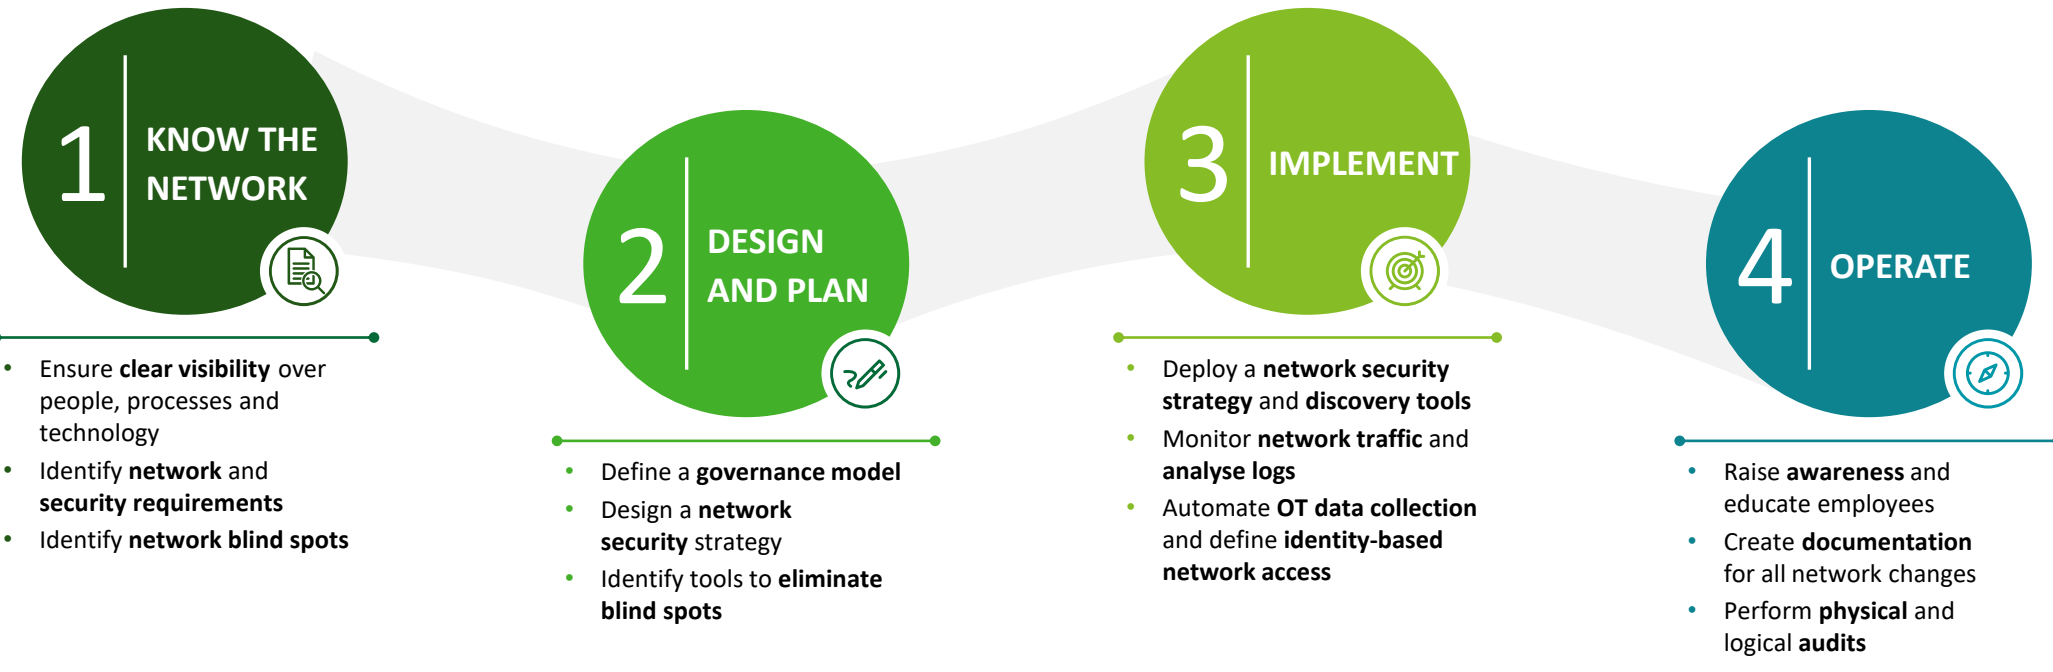 1
KNOW THE
NETWORK
• Ensure clear visibility over
people, processes and
technology
• Identify network and
security requirements
• Identify network blind spots
2
DESIGN
AND PLAN
• Define a governance model
• Design a network
security strategy
• Identify tools to eliminate
blind spots
3
IMPLEMENT
• Deploy a network security
strategy and discovery tools
• Monitor network traffic and
analyse logs
• Automate OT data collection
and define identity-based
network access
4
OPERATE
• Raise awareness and
educate employees
• Create documentation
for all network changes
• Perform physical and
logical audits